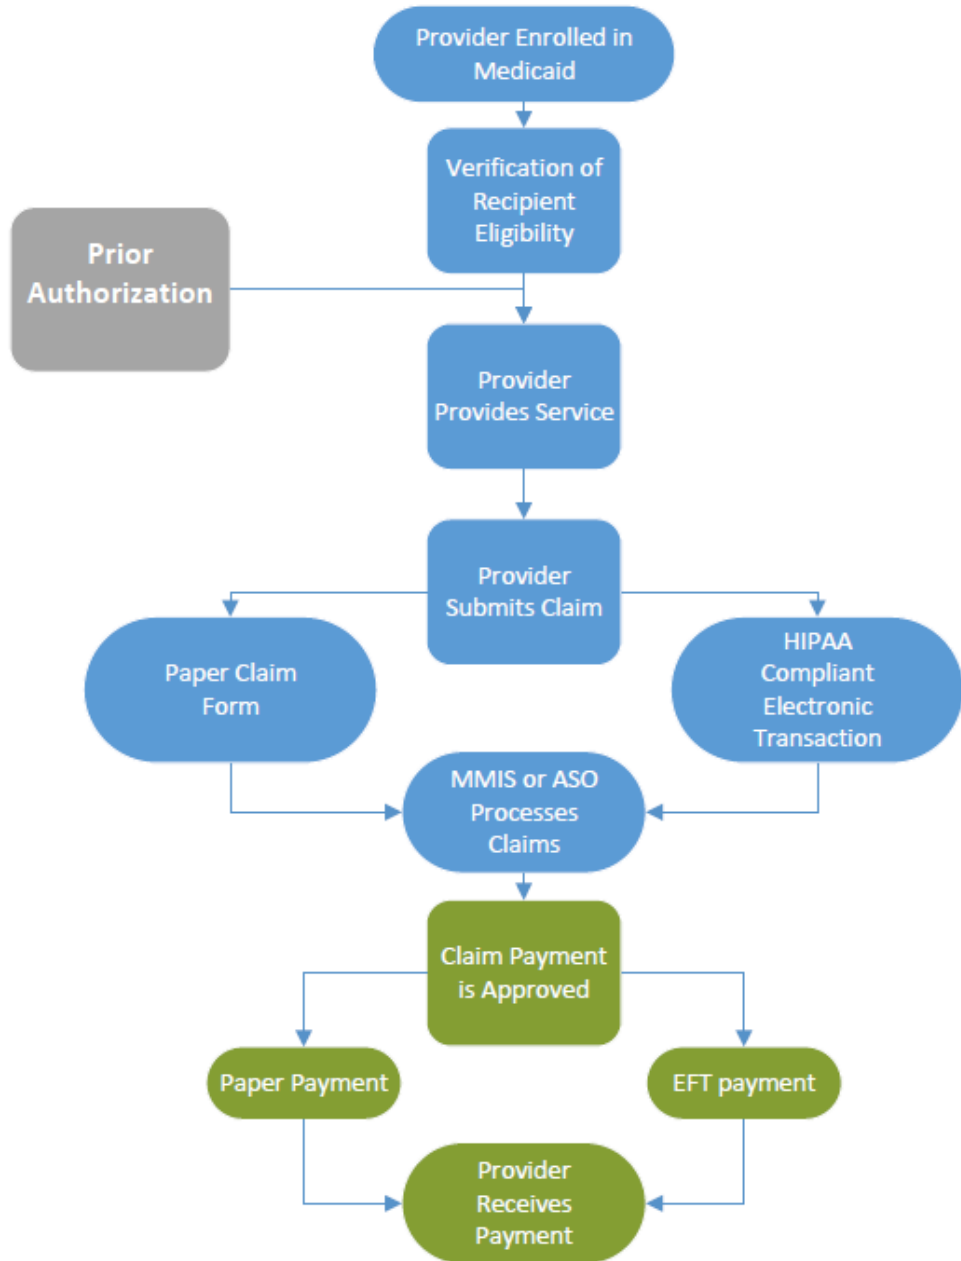 Provider Enrolled in
Medicaid
Verification of
Recipient
Eligibility
Prior
Authorization
Provider
Provides Service
Provider
Submits Claim
Paper Claim
Form
HIPAA
Compliant
Electronic
Transaction
MMIS or ASO
Processes
Claims
Claim Payment
is Approved
Paper Payment
EFT payment
Provider
Receives
Payment